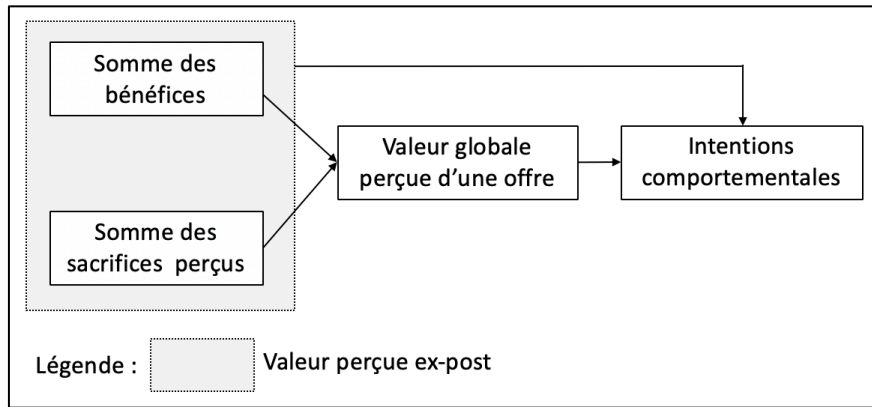 Somme des
bénéfices
Valeur globale
perçue d’une offre
Intentions
comportementales
Somme des
sacrifices perçus
Légende :
Valeur perçue ex-post